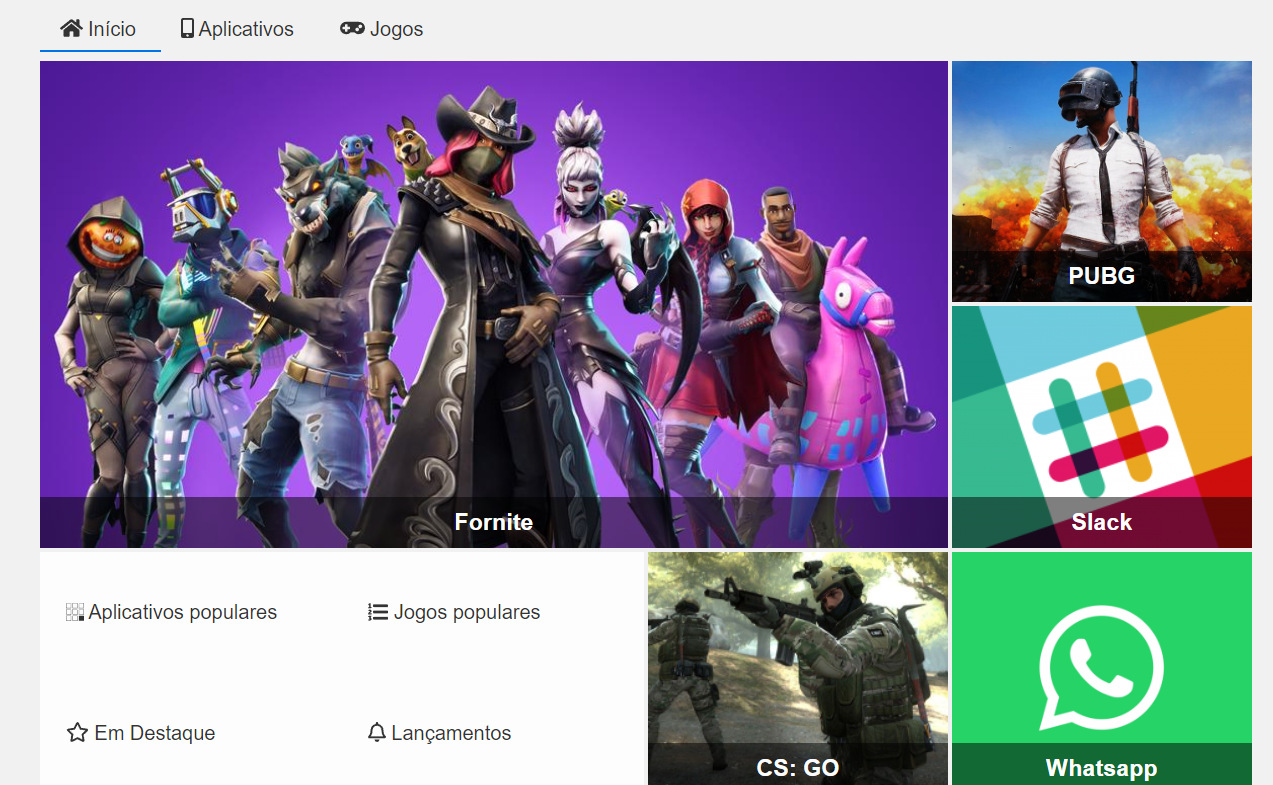 Início
Aplicativos
Jogos
Fornite
PUBG
Slack
Aplicativos populares
Jogos populares
Em Destaque
Lançamentos
CS: GO
Whatsapp